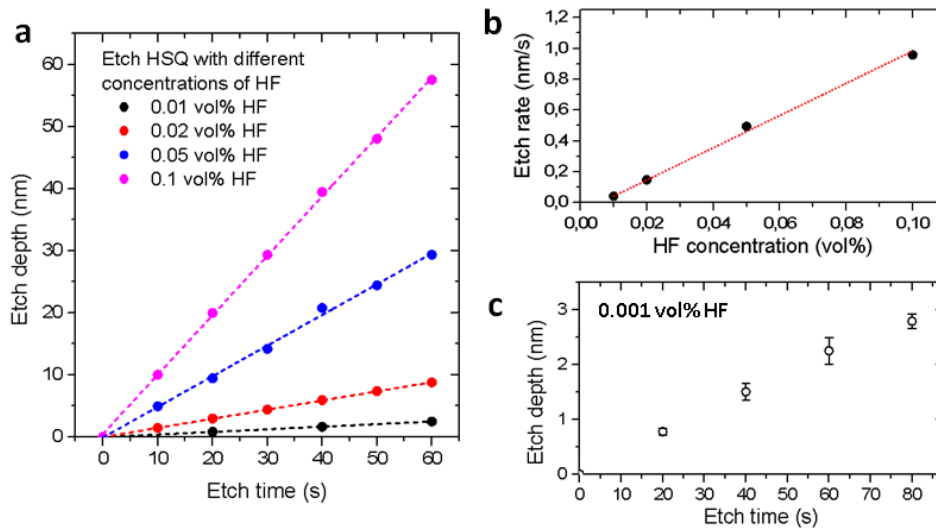 a
Etch HSQ with different
concentrations of HF
0.01 vol% HF
0.02 vol% HF
0.05 vol% HF
0.1 vol% HF
60
50
40
30
20
10
0
0 10 20 30 40 50 60
Etch depth (nm)
Etch time (s)
b
1,0
0,8
0,6
0,4
0,2
0,0
0,00 0,02 0,04 0,06 0,08 0,10
Etch rate (nm/s)
HF concentration (vol%)
c
0.001 vol% HF
3
2
1
0
0 10 20 30 40 50 60 70 80
Etch depth (nm)
Etch time (s)